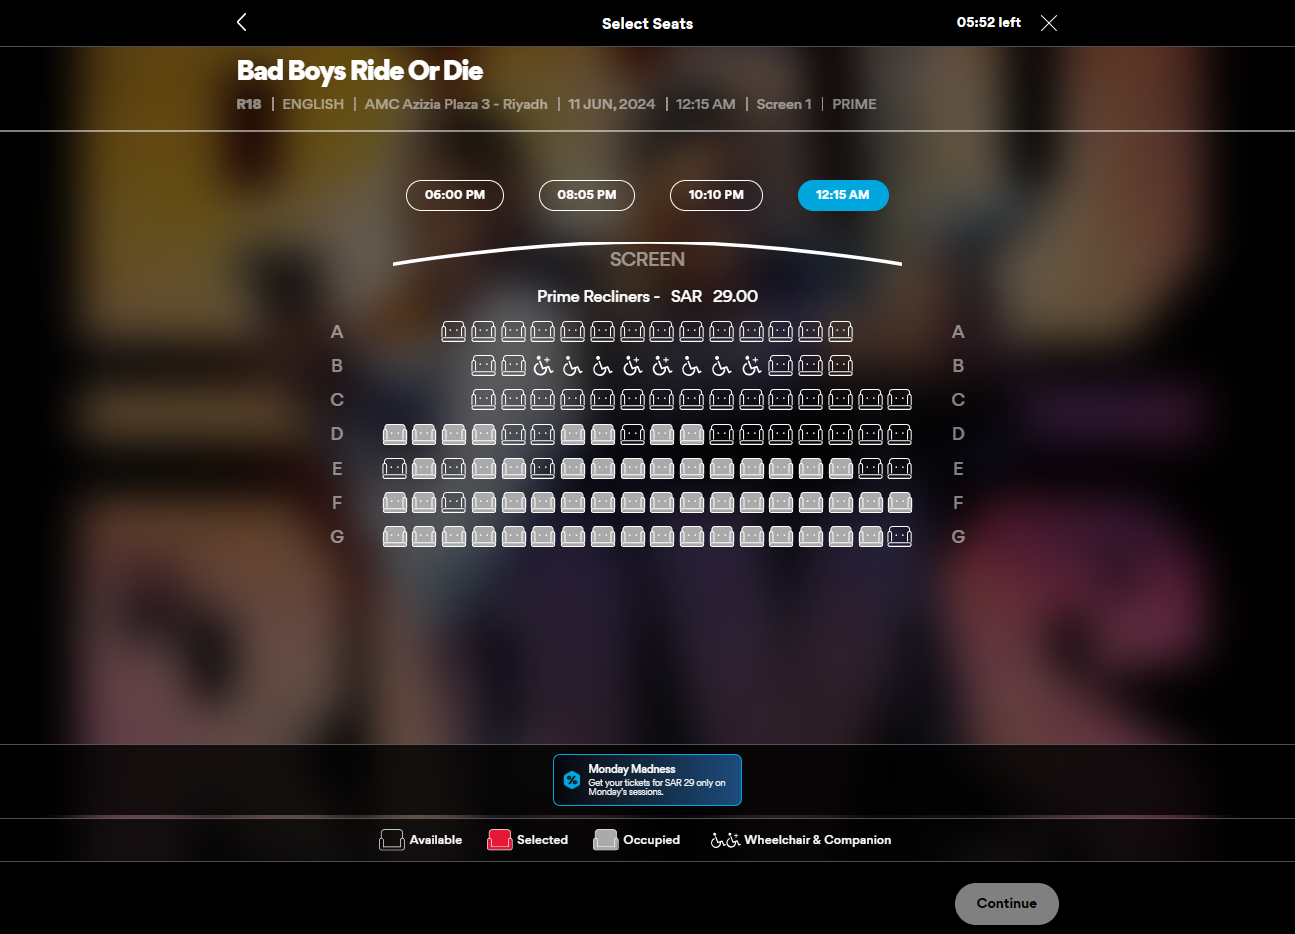 Select Seats
05:52 left
Bad Boys Ride Or Die
R18 | ENGLISH | AMC Azizia Plaza 3 - Riyadh | 11 JUN, 2024 | 12:15 AM | Screen 1 | PRIME
06:00 PM
08:05 PM
10:10 PM
12:15 AM
SCREEN
Prime Recliners - SAR 29.00
A A
B B
C C
D D
E E
F F
G G
Monday Madness
Get your tickets for SAR 29 only on
Monday's sessions.
Available
Selected
Occupied
Wheelchair & Companion
Continue